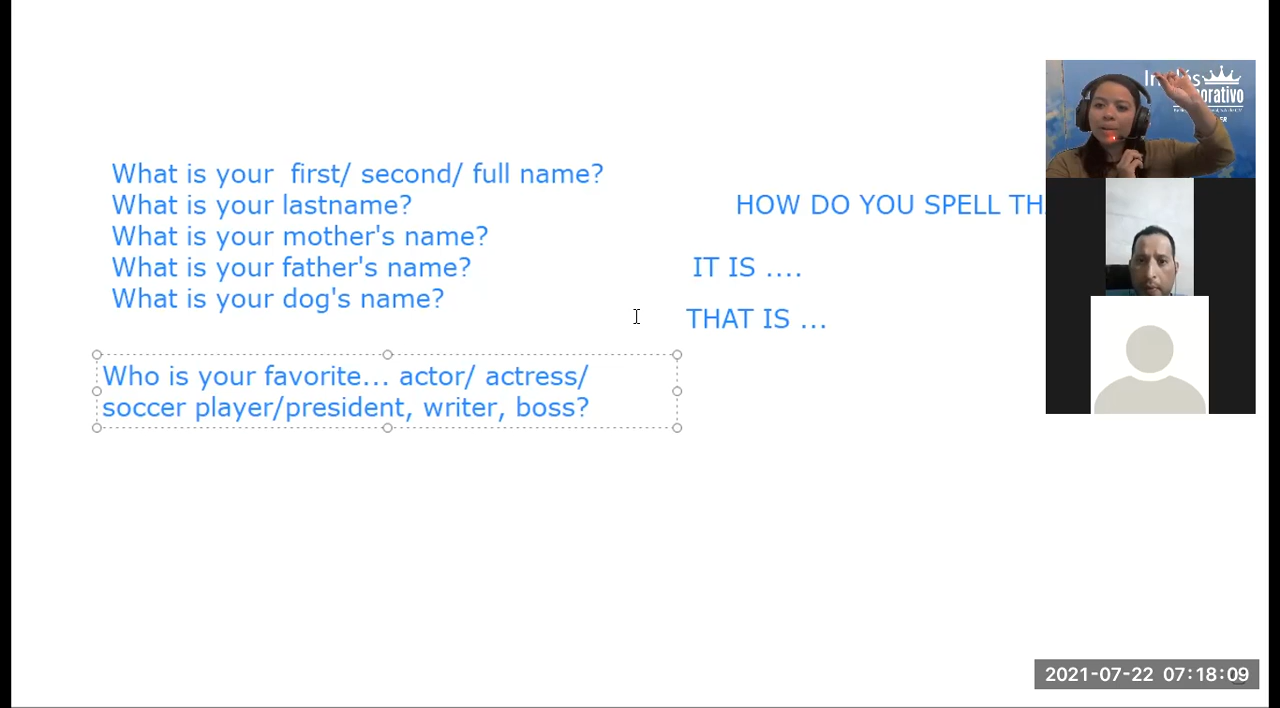 What is your  first/ second/ full name?
What is your lastname?
What is your mother's name?
What is your father's name?
What is your dog's name?
HOW DO YOU SPELL
IT IS ....
THAT IS ...
Who is your favorite... actor/ actress/
soccer player/president, writer, boss?
2021-07-22 07:18:09